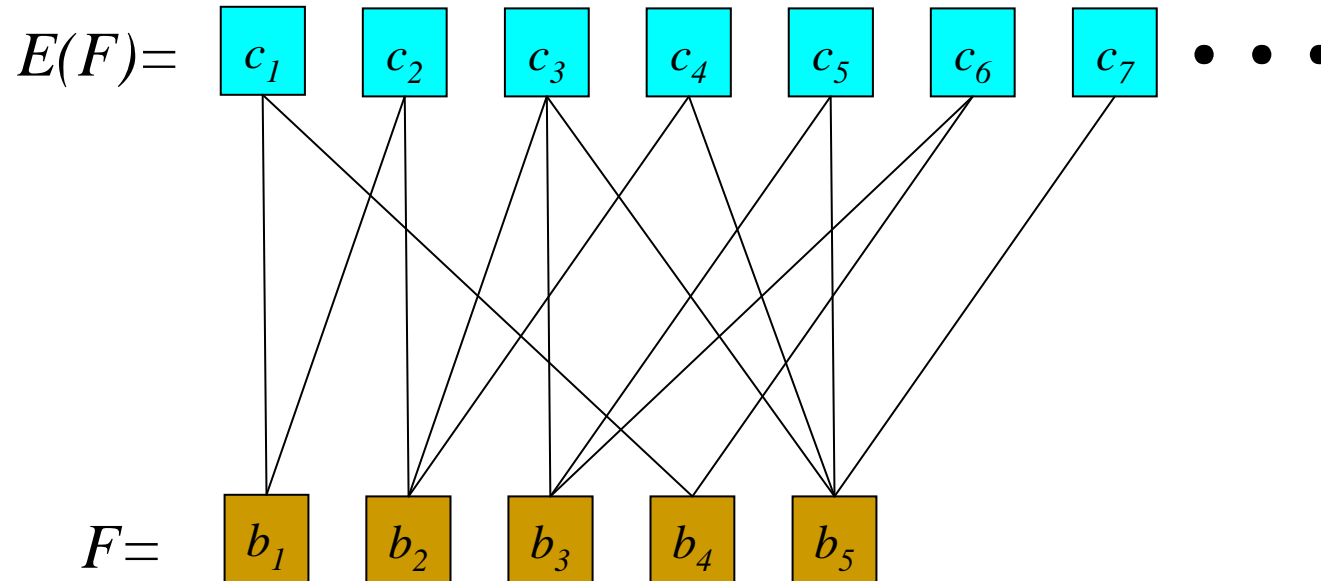 E(F)= c1 c2 c3 c4 c5 c6 c7 • • •
F= b1 b2 b3 b4 b5